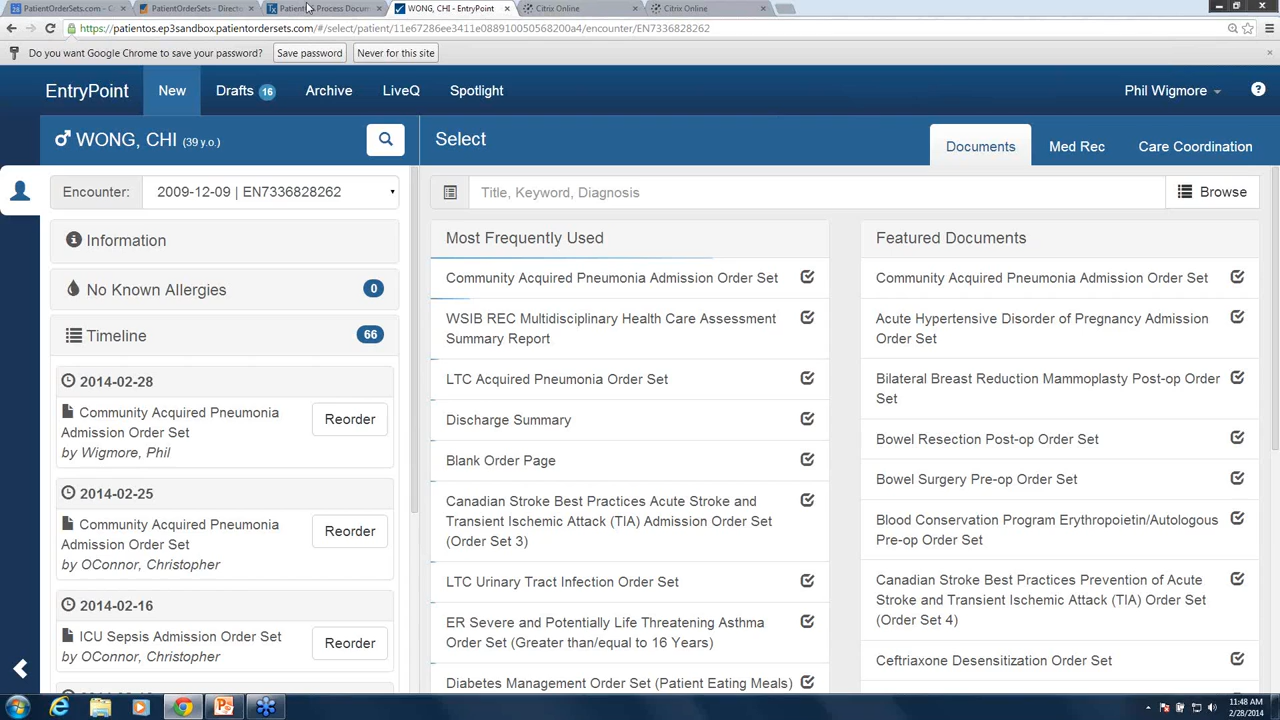 PatientOrderSets.com - C
PatientOrderSets - Direct
Patien
Process Docum
WONG, CHI - EntryPoint
Citrix Online
Citrix Online
https://patientos.ep3sandbox.patientordersets.com/#/select/patient/11e67286ee3411e088910050568200a4/encounter/EN7336828262
Do you want Google Chrome to save your password?
Save password
Never for this site
EntryPoint
New
Drafts 16
Archive
LiveQ
Spotlight
Phil Wigmore
WONG, CHI (39 y.o.)
Select
Documents
Med Rec
Care Coordination
Encounter:
2009-12-09 | EN7336828262
Title, Keyword, Diagnosis
Browse
Information
No Known Allergies
0
Timeline
66
2014-02-28
Community Acquired Pneumonia
Admission Order Set
by Wigmore, Phil
Reorder
2014-02-25
Community Acquired Pneumonia
Admission Order Set
by OConnor, Christopher
Reorder
2014-02-16
ICU Sepsis Admission Order Set
by OConnor, Christopher
Reorder
Most Frequently Used
Community Acquired Pneumonia Admission Order Set
WSIB REC Multidisciplinary Health Care Assessment
Summary Report
LTC Acquired Pneumonia Order Set
Discharge Summary
Blank Order Page
Canadian Stroke Best Practices Acute Stroke and
Transient Ischemic Attack (TIA) Admission Order Set
(Order Set 3)
LTC Urinary Tract Infection Order Set
ER Severe and Potentially Life Threatening Asthma
Order Set (Greater than/equal to 16 Years)
Diabetes Management Order Set (Patient Eating Meals)
Featured Documents
Community Acquired Pneumonia Admission Order Set
Acute Hypertensive Disorder of Pregnancy Admission
Order Set
Bilateral Breast Reduction Mammoplasty Post-op Order
Set
Bowel Resection Post-op Order Set
Bowel Surgery Pre-op Order Set
Blood Conservation Program Erythropoietin/Autologous
Pre-op Order Set
Canadian Stroke Best Practices Prevention of Acute
Stroke and Transient Ischemic Attack (TIA) Order Set
(Order Set 4)
Ceftriaxone Desensitization Order Set
11:48 AM
2/28/2014